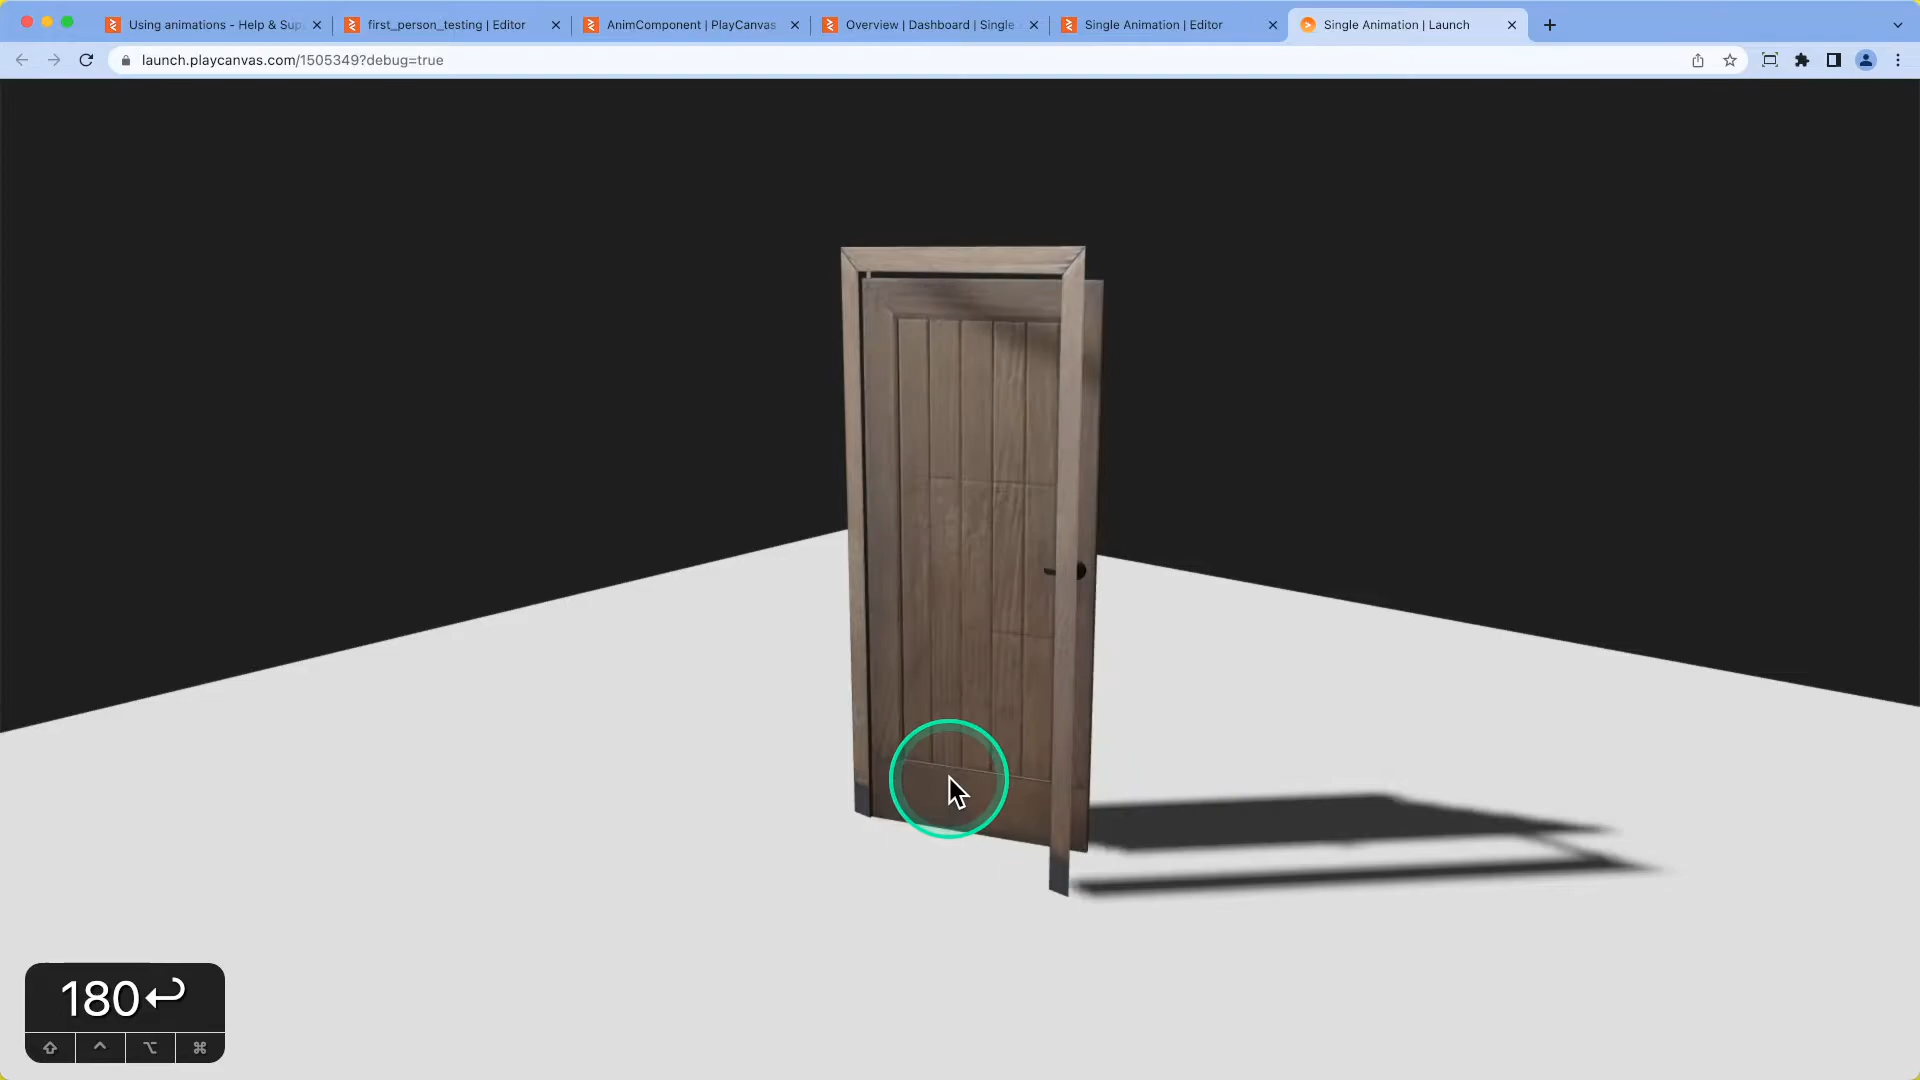 Using animations - Help & Sup
first_person_testing | Editor
AnimComponent | PlayCanvas
Overview | Dashboard | Single
Single Animation | Editor
Single Animation | Launch
launch.playcanvas.com/1505349?debug=true
180